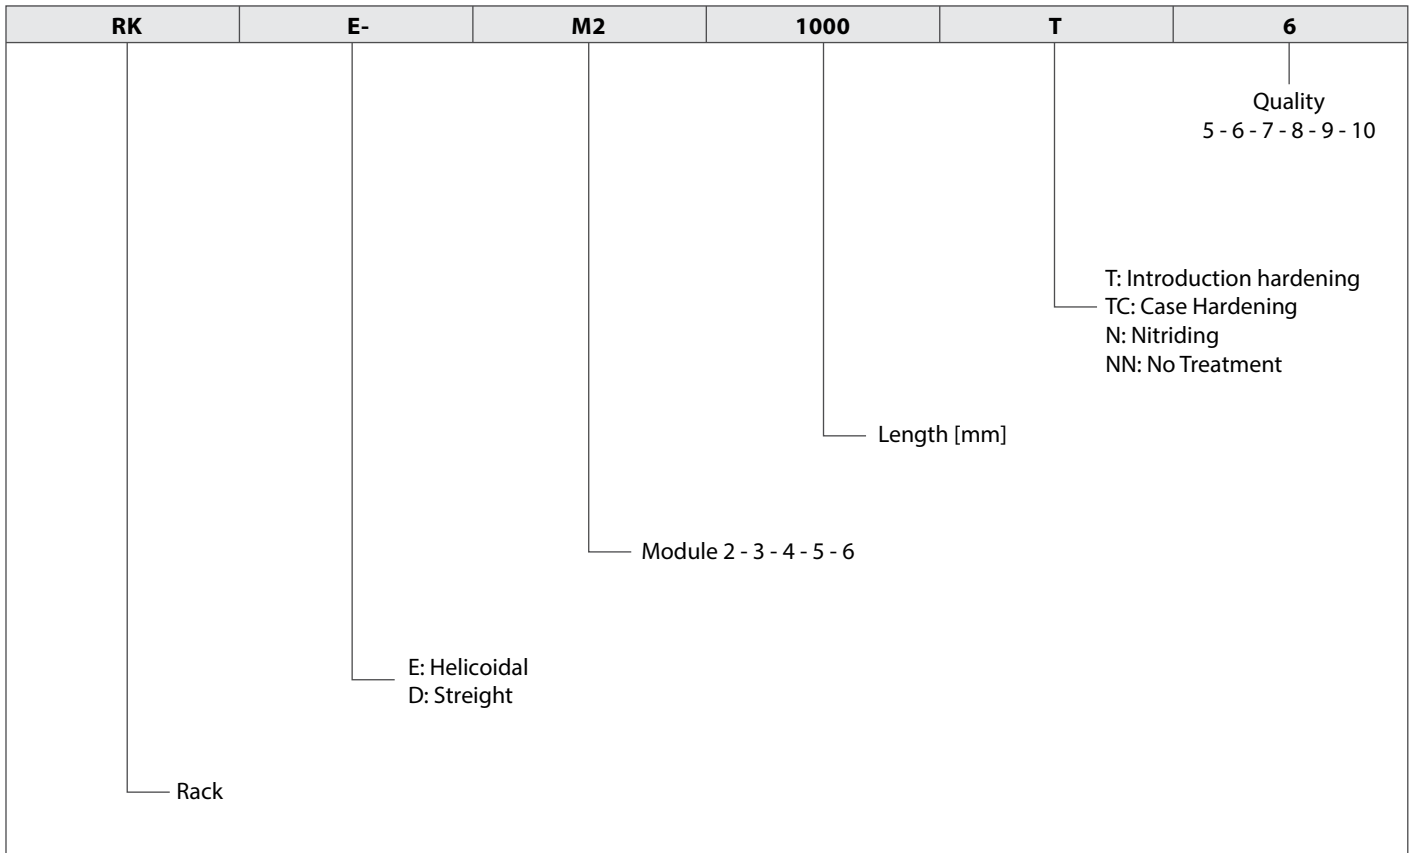 RK E- M2 1000 T 6
Quality
5 - 6 - 7 - 8 - 9 - 10
T: Introduction hardening
TC: Case Hardening
N: Nitriding
NN: No Treatment
Length [mm]
Module 2 - 3 - 4 - 5 - 6
E: Helicoidal
D: Streight
Rack